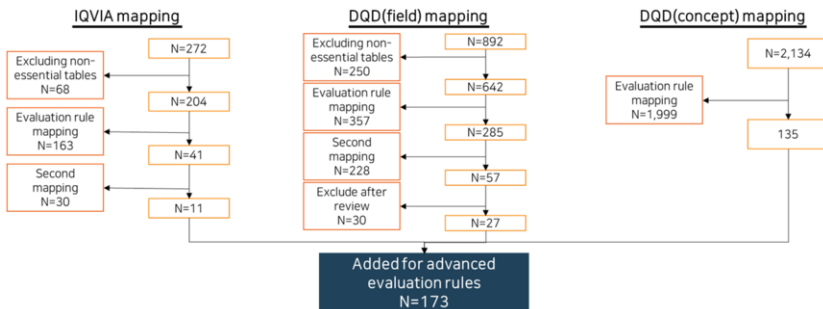 IQVIA mapping
N=272
Excluding non-
essential tables
N=68
N=204
Evaluation rule
mapping
N=163
N=41
Second
mapping
N=30
N=11
DQD(field) mapping
N=892
Excluding non-
essential tables
N=250
N=642
Evaluation rule
mapping
N=357
N=285
Second
mapping
N=228
N=57
Exclude after
review
N=30
N=27
DQD(concept) mapping
N=2,134
Evaluation rule
mapping
N=1,999
135
Added for advanced
evaluation rules
N=173